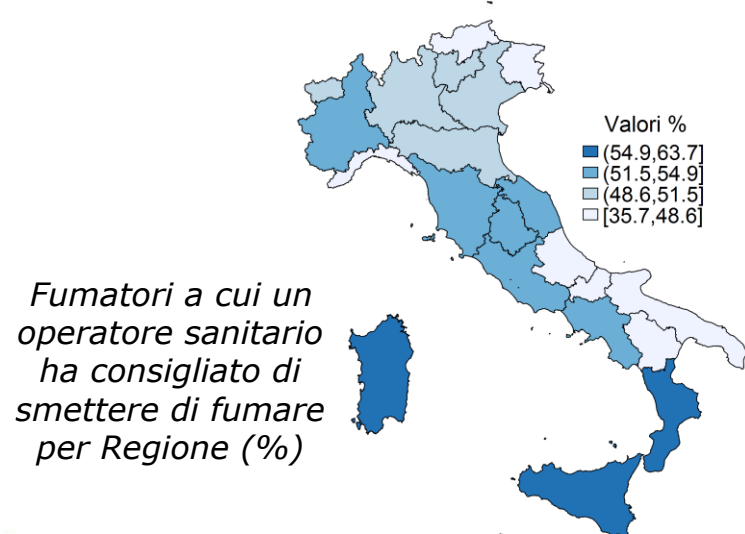 Valori %
(54.9,63.7]
(51.5,54.9]
(48.6,51.5]
[35.7,48.6]
Fumatori a cui un
operatore sanitario
ha consigliato di
smettere di fumare
per Regione (%)